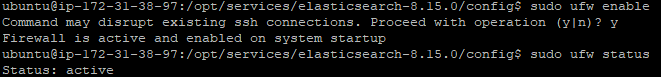 ubuntu@ip-172-31-38-97:/opt/services/elasticsearch-8.15.0/config$ sudo ufw enable
Command may disrupt existing ssh connections. Proceed with operation (y|n)? y
Firewall is active and enabled on system startup
ubuntu@ip-172-31-38-97:/opt/services/elasticsearch-8.15.0/config$ sudo ufw status
Status: active